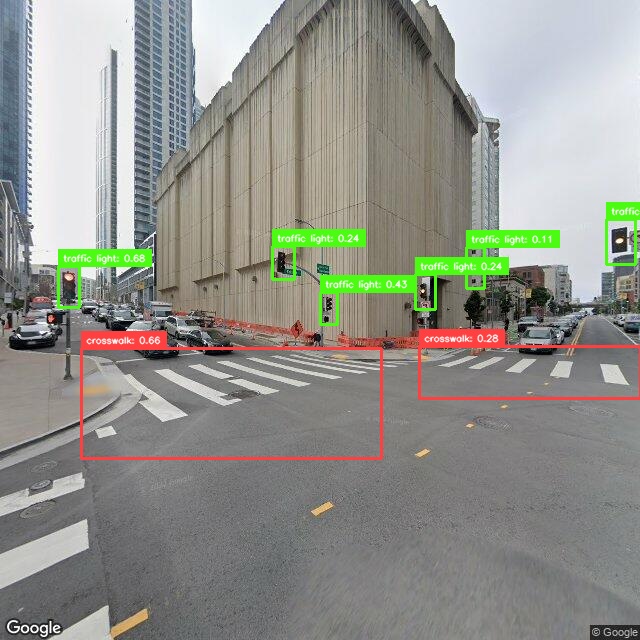 traffic
traffic light: 0.24
traffic light: 0.11
traffic light: 0.68
traffic light: 0.24
traffic light: 0.43
crosswalk: 0.66
crosswalk: 0.28
Google
© Google